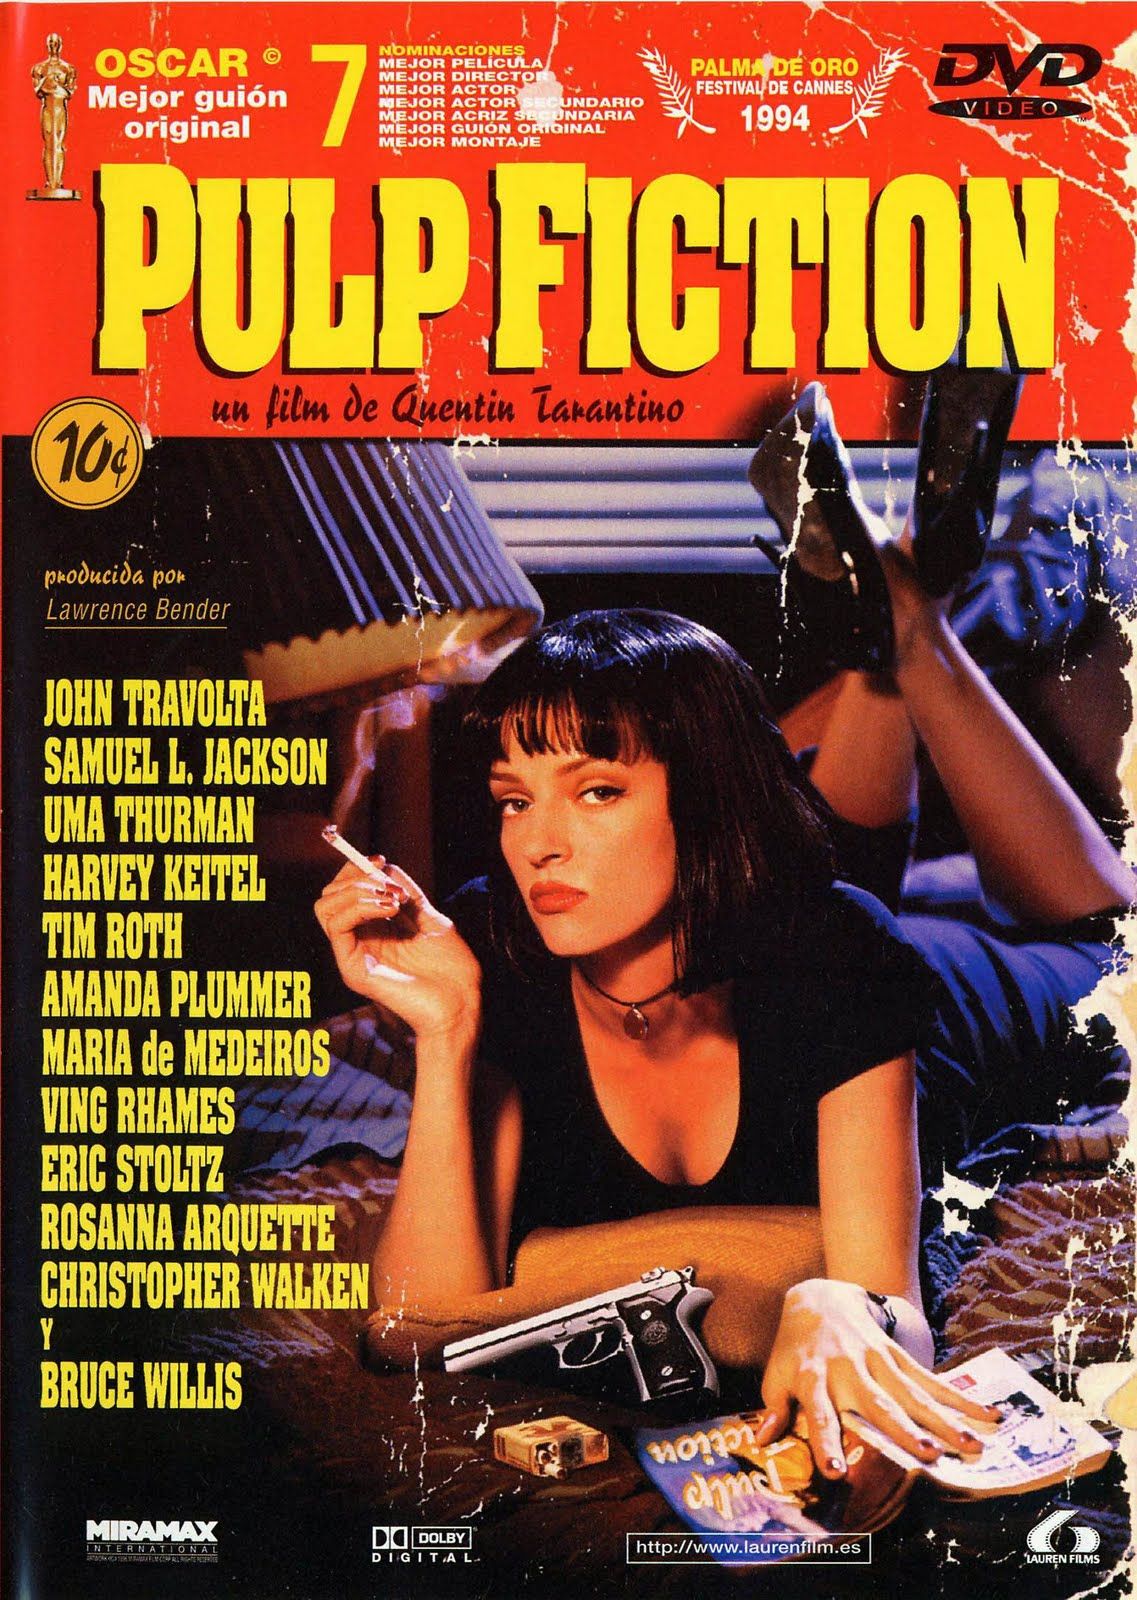 OSCAR ©
Mejor guión
original
7
NOMINACIONES
MEJOR PELÍCULA
MEJOR DIRECTOR
MEJOR ACTOR
MEJOR ACTOR SECUNDARIO
MEJOR ACRIZ SECUNDARIA
MEJOR GUIÓN ORIGINAL
MEJOR MONTAJE
PALMA DE ORO
FESTIVAL DE CANNES
1994
DVD
VIDEO™
PULP FICTION
un film de Quentin Tarantino
10¢
producida por
Lawrence Bender
JOHN TRAVOLTA
SAMUEL L. JACKSON
UMA THURMAN
HARVEY KEITEL
TIM ROTH
AMANDA PLUMMER
MARIA de MEDEIROS
VING RHAMES
ERIC STOLTZ
ROSANNA ARQUETTE
CHRISTOPHER WALKEN
Y
BRUCE WILLIS
Pulp
Fiction
MIRAMAX
INTERNATIONAL
DOLBY
DIGITAL
http://www.laurenfilm.es
LAUREN FILMS